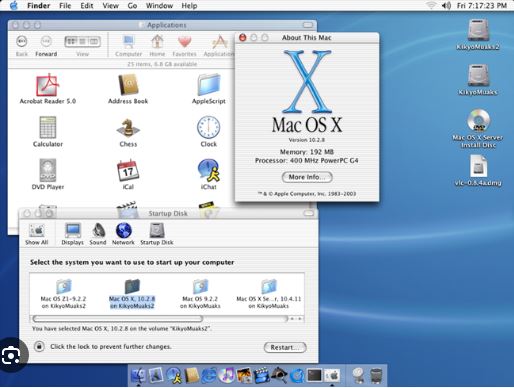 Finder File Edit View Go Window Help
Fri 7:17:23 PM
Applications
Back Forward View Computer Home Favorites Applications
25 items, 6.8 GB available
Acrobat Reader 5.0
Address Book
AppleScript
Calculator
Chess
Clock
DVD Player
iCal
iChat
About This Mac
Mac OS X
Version 10.2.8
Memory: 192 MB
Processor: 400 MHz PowerPC G4
More Info...
™ & © Apple Computer, Inc. 1983-2003
KikyoMuaks2
KikyoMuaks
DVD
Mac OS X Server
Install Disc
vlc-0.8.4a.dmg
Startup Disk
Show All Displays Sound Network Startup Disk
Select the system you want to use to start up your computer
Mac OS Z1-9.2.2
on KikyoMuaks2
Mac OS X, 10.2.8
on KikyoMuaks2
Mac OS 9.2.2
on KikyoMuaks
Mac OS X Se...r, 10.4.11
on KikyoMuaks
You have selected Mac OS X, 10.2.8 on the volume "KikyoMuaks2".
Click the lock to prevent further changes.
Restart...